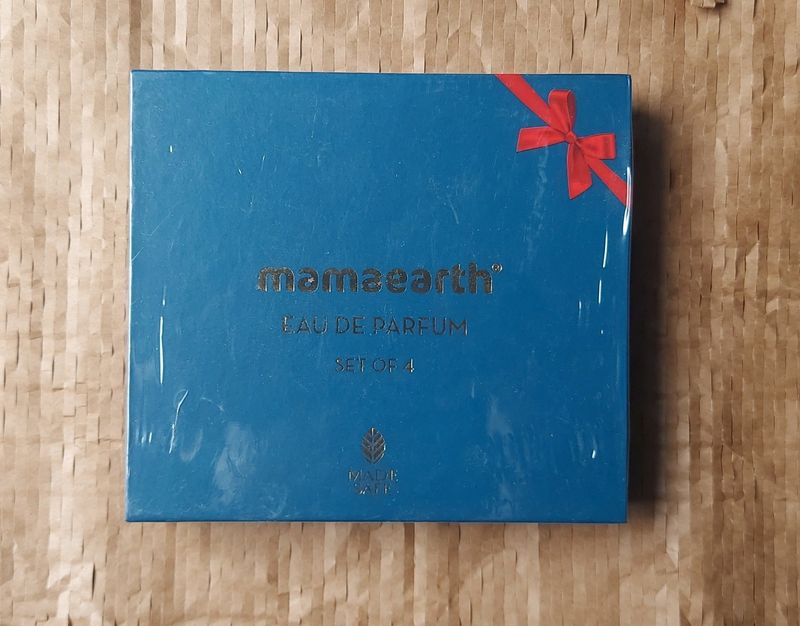 mamaearth®
EAU DE PARFUM
SET OF 4
MADE
SAFE